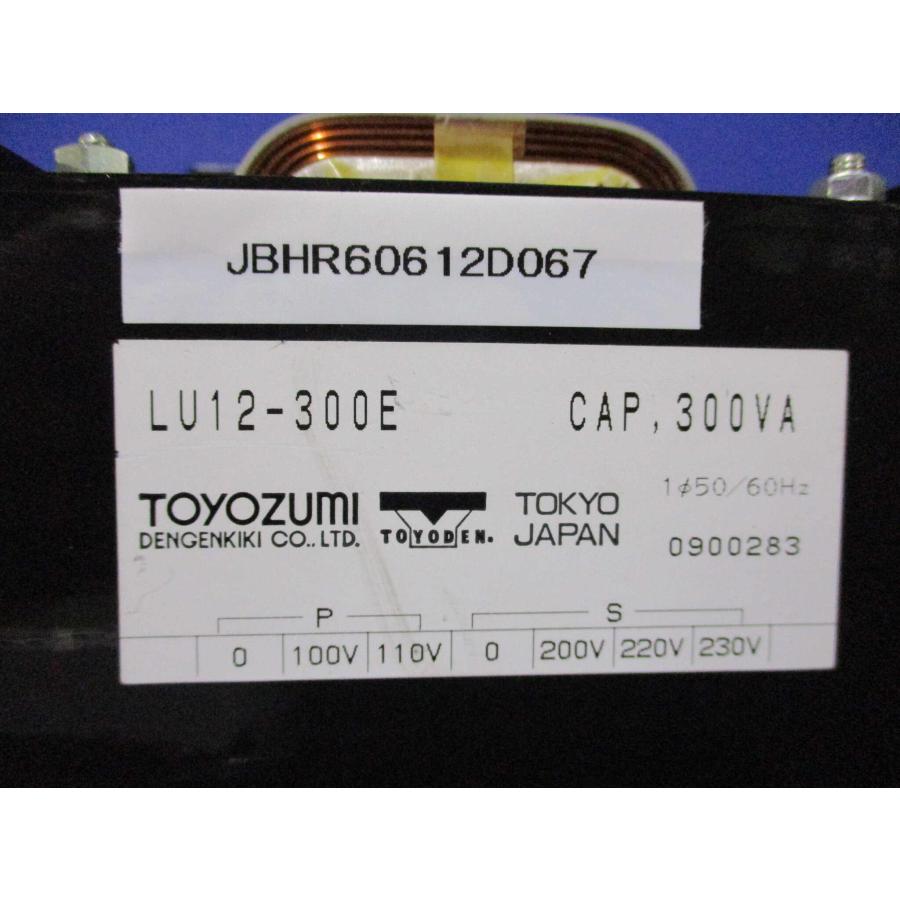 JBHR60612D067
LU12-300E CAP, 300VA
TOYOZUMI
DENGENKIKI CO.,LTD.
TOYODEN.
TOKYO
JAPAN
1φ50/60Hz
0900283
P S
0 100V 110V 0 200V 220V 230V